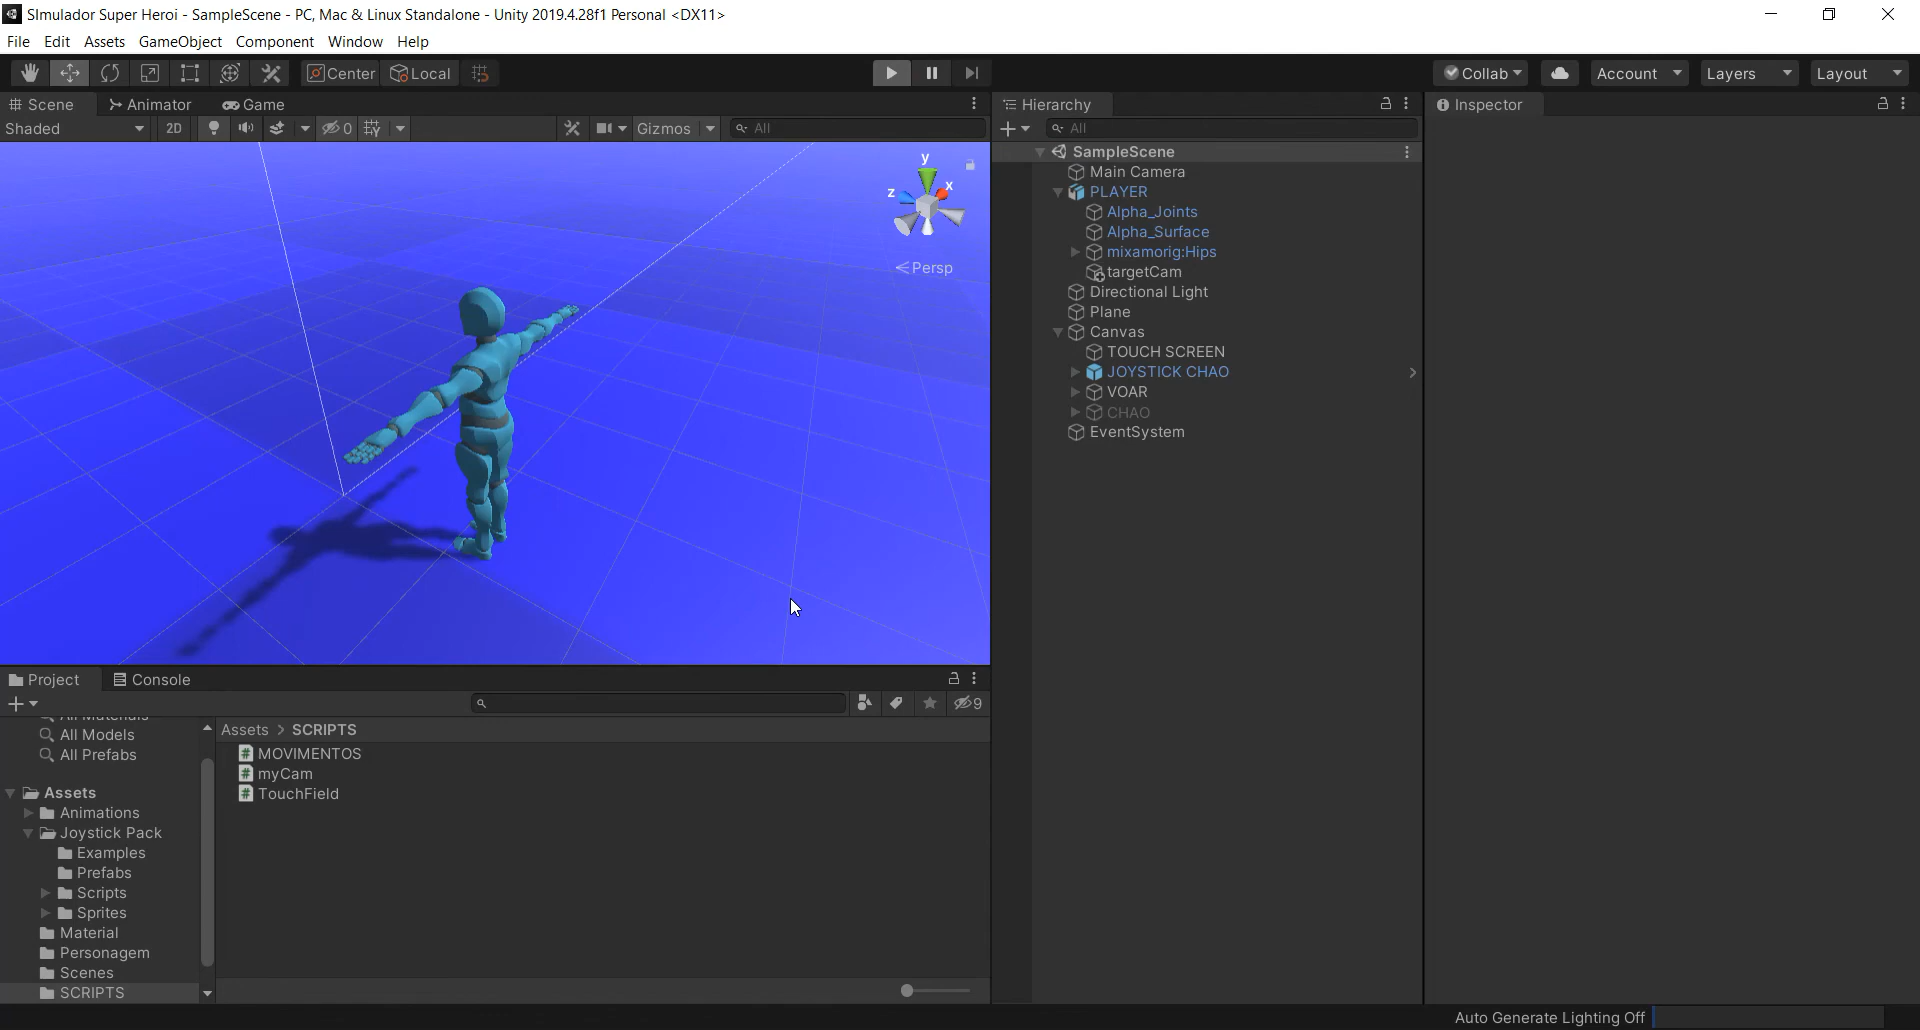 SImulador Super Heroi - SampleScene - PC, Mac & Linux Standalone - Unity 2019.4.28f1 Personal <DX11>
File Edit Assets GameObject Component Window Help
Center Local Collab Account Layers Layout
Scene Animator Game
Shaded 2D 0 Gizmos All
y
x
z
Persp
Hierarchy
All
SampleScene
Main Camera
PLAYER
Alpha_Joints
Alpha_Surface
mixamorig:Hips
targetCam
Directional Light
Plane
Canvas
TOUCH SCREEN
JOYSTICK CHAO
VOAR
CHAO
EventSystem
Inspector
Project Console
9
All Materials
All Models
All Prefabs
Assets
Animations
Joystick Pack
Examples
Prefabs
Scripts
Sprites
Material
Personagem
Scenes
SCRIPTS
Assets > SCRIPTS
MOVIMENTOS
myCam
TouchField
Auto Generate Lighting Off